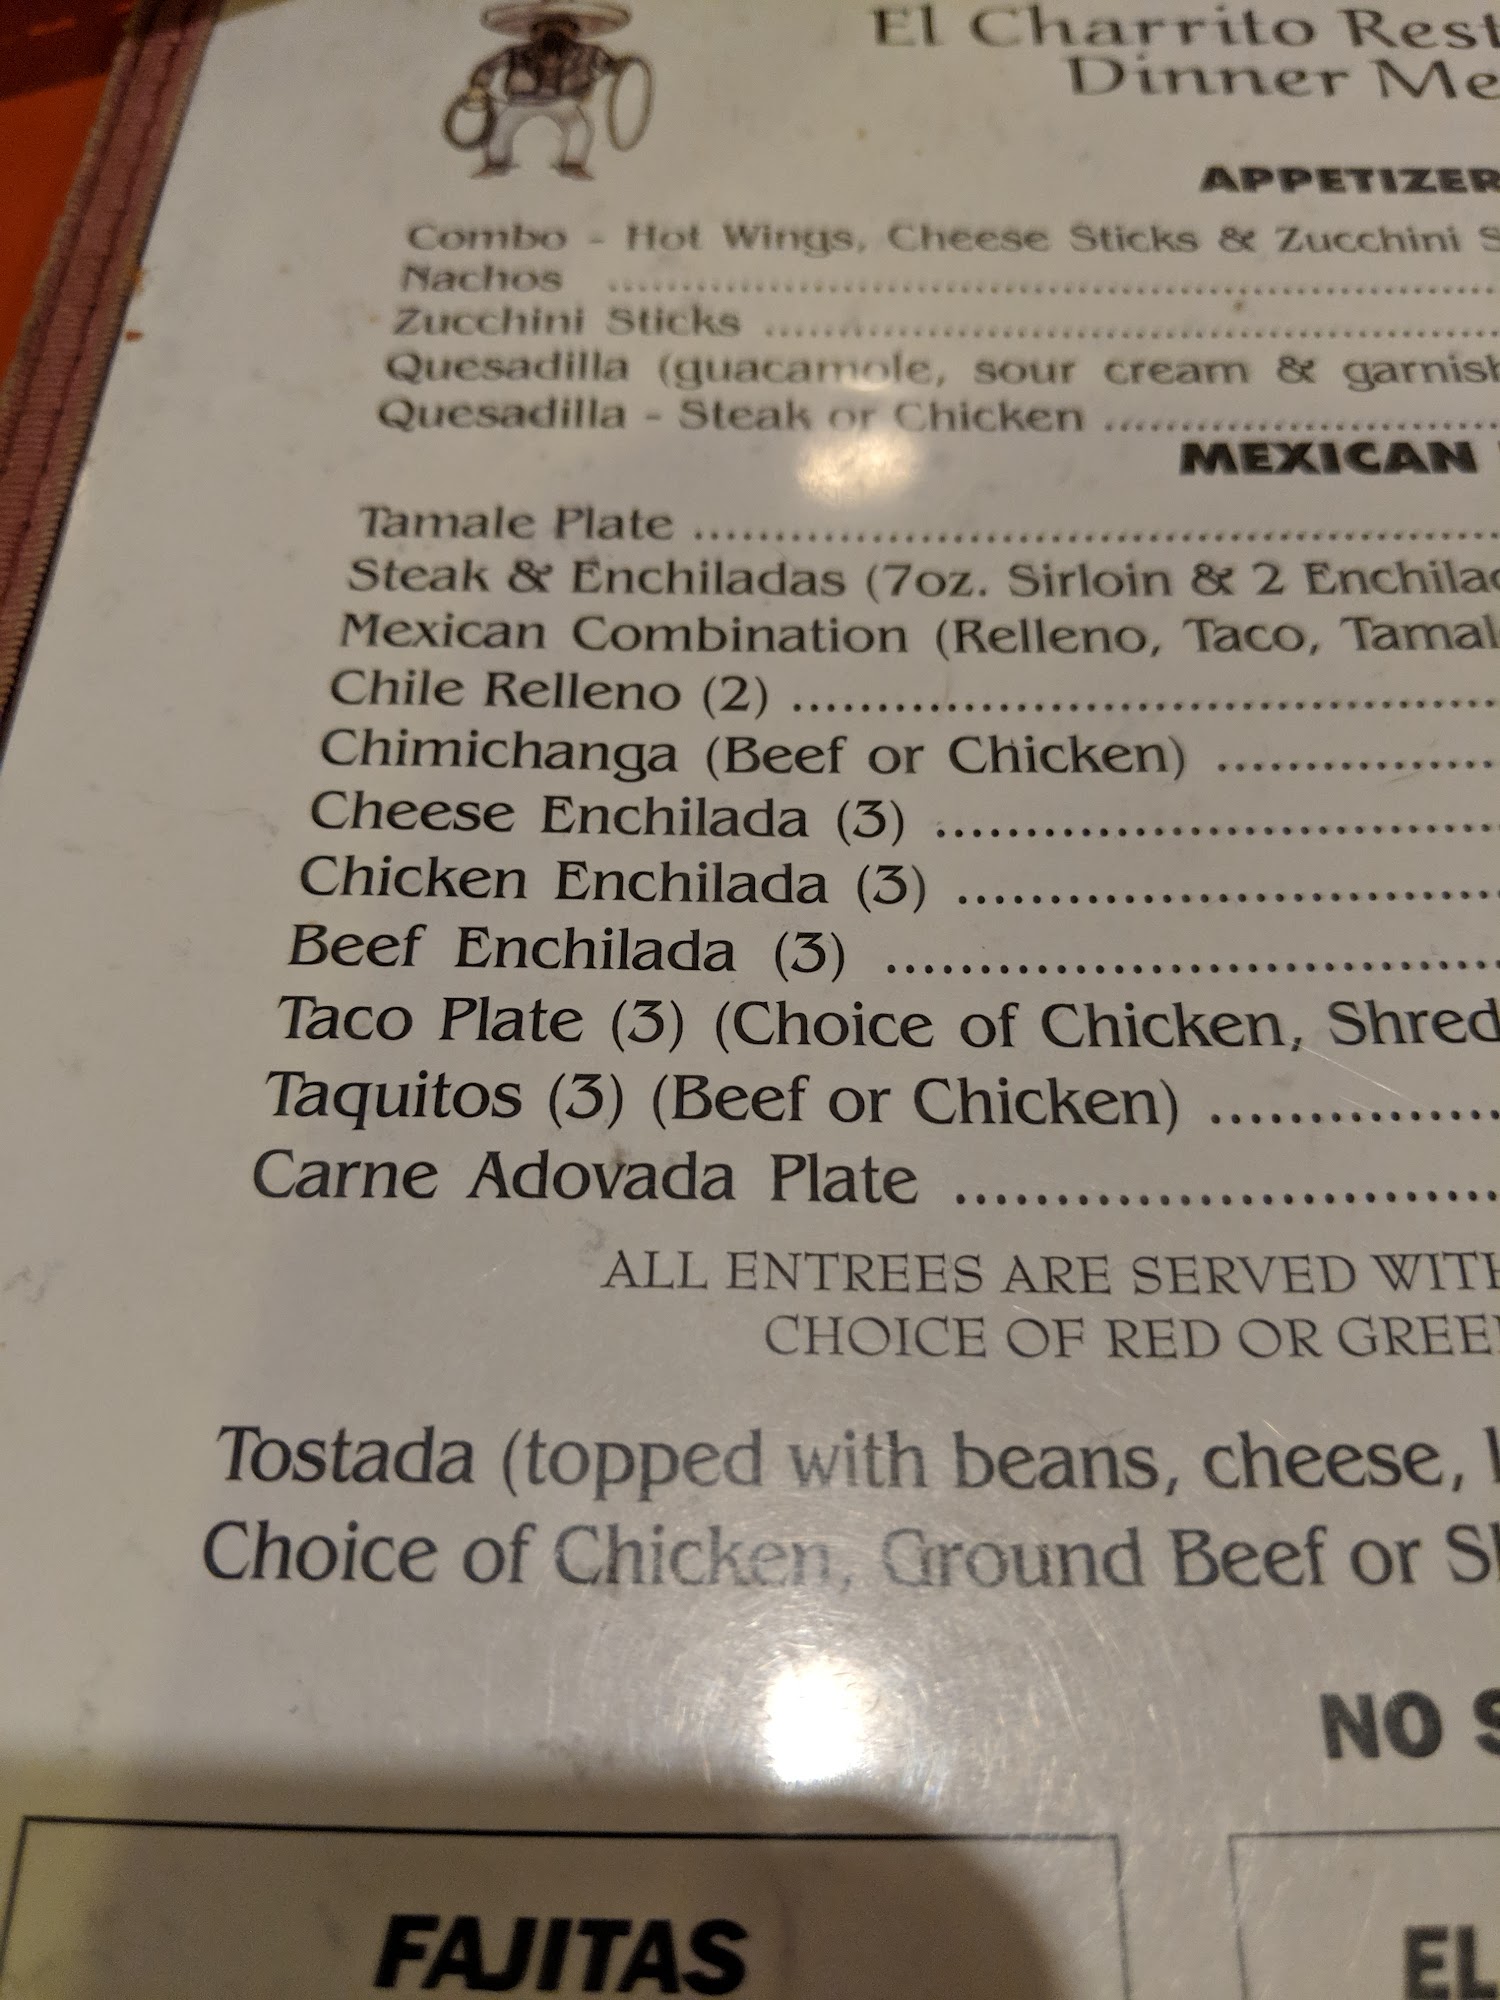 El Charrito Rest
Dinner Me
APPETIZER
Combo - Hot Wings, Cheese Sticks & Zucchini S
Nachos ........................................
Zucchini Sticks ........................................
Quesadilla (guacamole, sour cream & garnish
Quesadilla - Steak or Chicken ..............................
MEXICAN
Tamale Plate ........................................
Steak & Enchiladas (7oz. Sirloin & 2 Enchilad
Mexican Combination (Relleno, Taco, Tamal
Chile Relleno (2) ........................................
Chimichanga (Beef or Chicken) ....................
Cheese Enchilada (3) ..............................
Chicken Enchilada (3) ..............................
Beef Enchilada (3) ..............................
Taco Plate (3) (Choice of Chicken, Shred
Taquitos (3) (Beef or Chicken) ...............
Carne Adovada Plate ..............................
ALL ENTREES ARE SERVED WITH
CHOICE OF RED OR GREE
Tostada (topped with beans, cheese, l
Choice of Chicken, Ground Beef or Sh
NO S
FAJITAS
EL